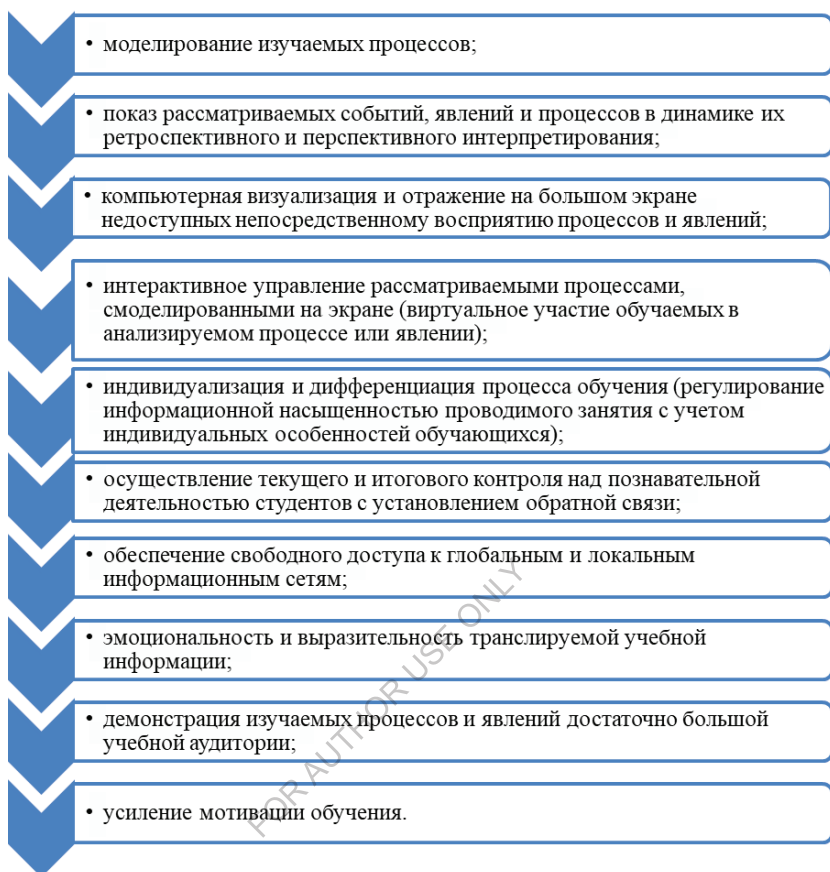 • моделирование изучаемых процессов;
• показ рассматриваемых событий, явлений и процессов в динамике их
ретроспективного и перспективного интерпретирования;
• компьютерная визуализация и отражение на большом экране
недоступных непосредственному восприятию процессов и явлений;
• интерактивное управление рассматриваемыми процессами,
смоделированными на экране (виртуальное участие обучаемых в
анализируемом процессе или явлении);
• индивидуализация и дифференциация процесса обучения (регулирование
информационной насыщенностью проводимого занятия с учетом
индивидуальных особенностей обучающихся);
• осуществление текущего и итогового контроля над познавательной
деятельностью студентов с установлением обратной связи;
• обеспечение свободного доступа к глобальным и локальным
информационным сетям;
• эмоциональность и выразительность транслируемой учебной
информации;
• демонстрация изучаемых процессов и явлений достаточно большой
учебной аудитории;
• усиление мотивации обучения.
FOR AUTHOR USE ONLY